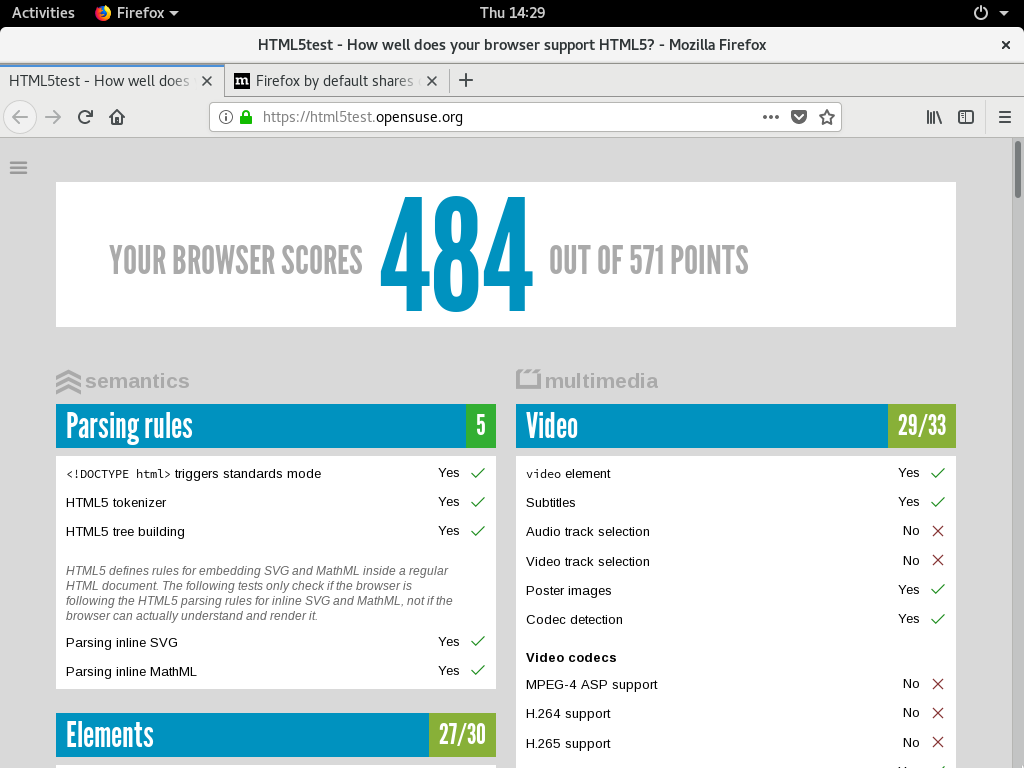 Activities Firefox Thu 14:29
HTML5test - How well does your browser support HTML5? - Mozilla Firefox
HTML5test - How well does Firefox by default shares
https://html5test.opensuse.org
YOUR BROWSER SCORES 484 OUT OF 571 POINTS
semantics
Parsing rules 5
<!DOCTYPE html> triggers standards mode Yes
HTML5 tokenizer Yes
HTML5 tree building Yes
HTML5 defines rules for embedding SVG and MathML inside a regular
HTML document. The following tests only check if the browser is
following the HTML5 parsing rules for inline SVG and MathML, not if the
browser can actually understand and render it.
Parsing inline SVG Yes
Parsing inline MathML Yes
Elements 27/30
multimedia
Video 29/33
video element Yes
Subtitles Yes
Audio track selection No
Video track selection No
Poster images Yes
Codec detection Yes
Video codecs
MPEG-4 ASP support No
H.264 support No
H.265 support No